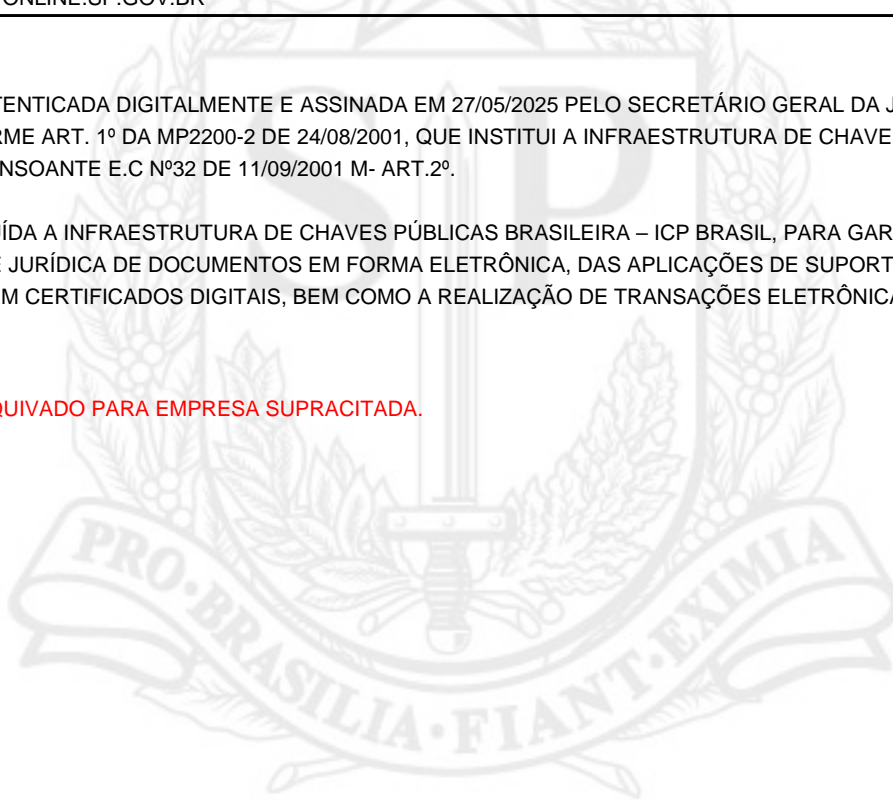 ONLINE.SP.GOV.BR
TENTICADA DIGITALMENTE E ASSINADA EM 27/05/2025 PELO SECRETÁRIO GERAL DA J
RME ART. 1º DA MP2200-2 DE 24/08/2001, QUE INSTITUI A INFRAESTRUTURA DE CHAVE
NSOANTE E.C Nº32 DE 11/09/2001 M- ART.2º.
ÍDA A INFRAESTRUTURA DE CHAVES PÚBLICAS BRASILEIRA – ICP BRASIL, PARA GAR
E JURÍDICA DE DOCUMENTOS EM FORMA ELETRÔNICA, DAS APLICAÇÕES DE SUPORT
M CERTIFICADOS DIGITAIS, BEM COMO A REALIZAÇÃO DE TRANSAÇÕES ELETRÔNICA
QUIVADO PARA EMPRESA SUPRACITADA.
SP
PRO·BRASILIA·FIANT·EXIMIA